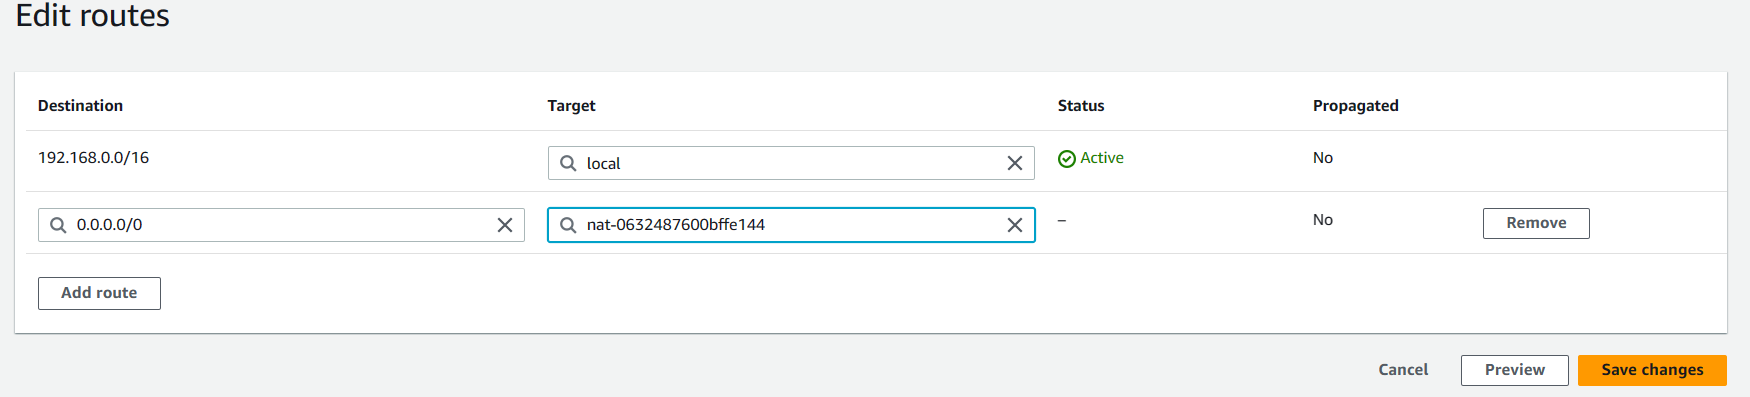 Edit routes
Destination Target Status Propagated
192.168.0.0/16 local Active No
0.0.0.0/0 nat-0632487600bffe144 – No Remove
Add route
Cancel Preview Save changes